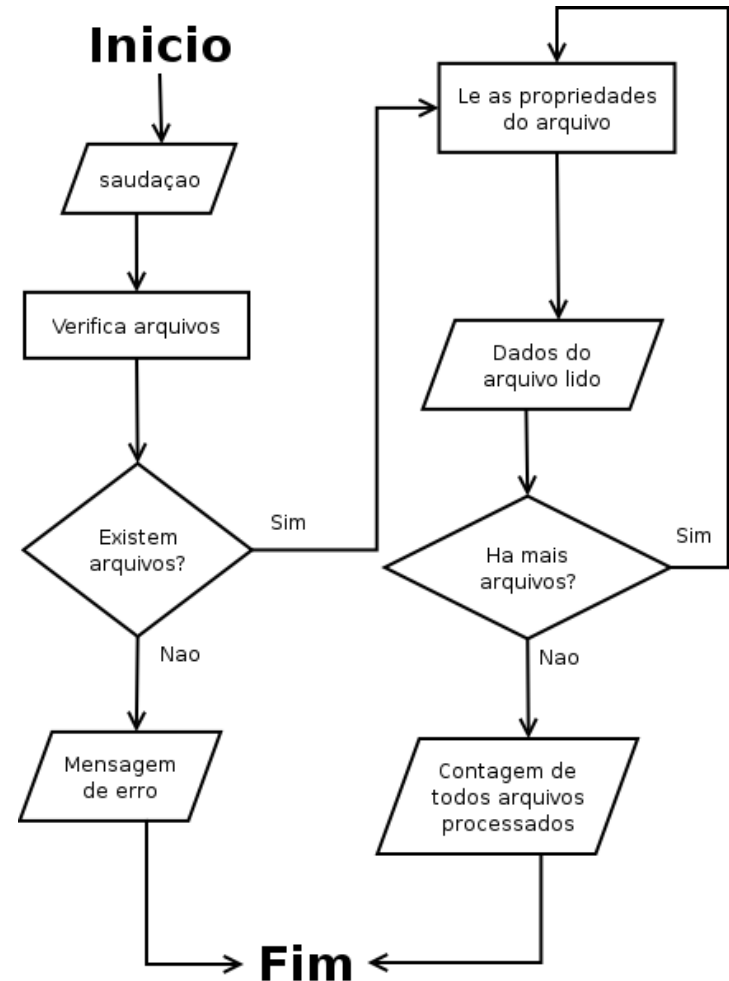 Inicio
saudaçao
Verifica arquivos
Existem
arquivos?
Sim
Nao
Mensagem
de erro
Le as propriedades
do arquivo
Dados do
arquivo lido
Ha mais
arquivos?
Sim
Nao
Contagem de
todos arquivos
processados
Fim